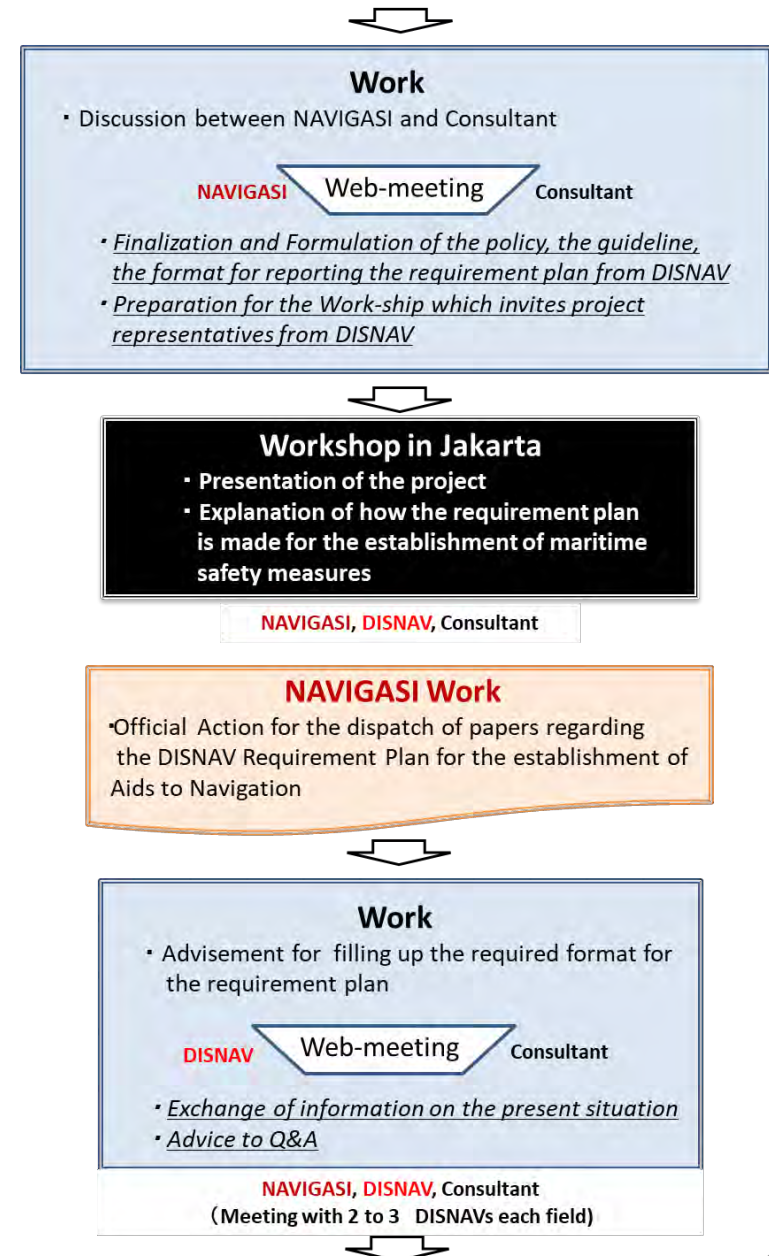 Work
・Discussion between NAVIGASI and Consultant
NAVIGASI Web-meeting Consultant
・Finalization and Formulation of the policy, the guideline,
the format for reporting the requirement plan from DISNAV
・Preparation for the Work-ship which invites project
representatives from DISNAV
Workshop in Jakarta
・Presentation of the project
・Explanation of how the requirement plan
is made for the establishment of maritime
safety measures
NAVIGASI, DISNAV, Consultant
NAVIGASI Work
・Official Action for the dispatch of papers regarding
the DISNAV Requirement Plan for the establishment of
Aids to Navigation
Work
・Advisement for filling up the required format for
the requirement plan
DISNAV Web-meeting Consultant
・Exchange of information on the present situation
・Advice to Q&A
NAVIGASI, DISNAV, Consultant
（Meeting with 2 to 3 DISNAVs each field)